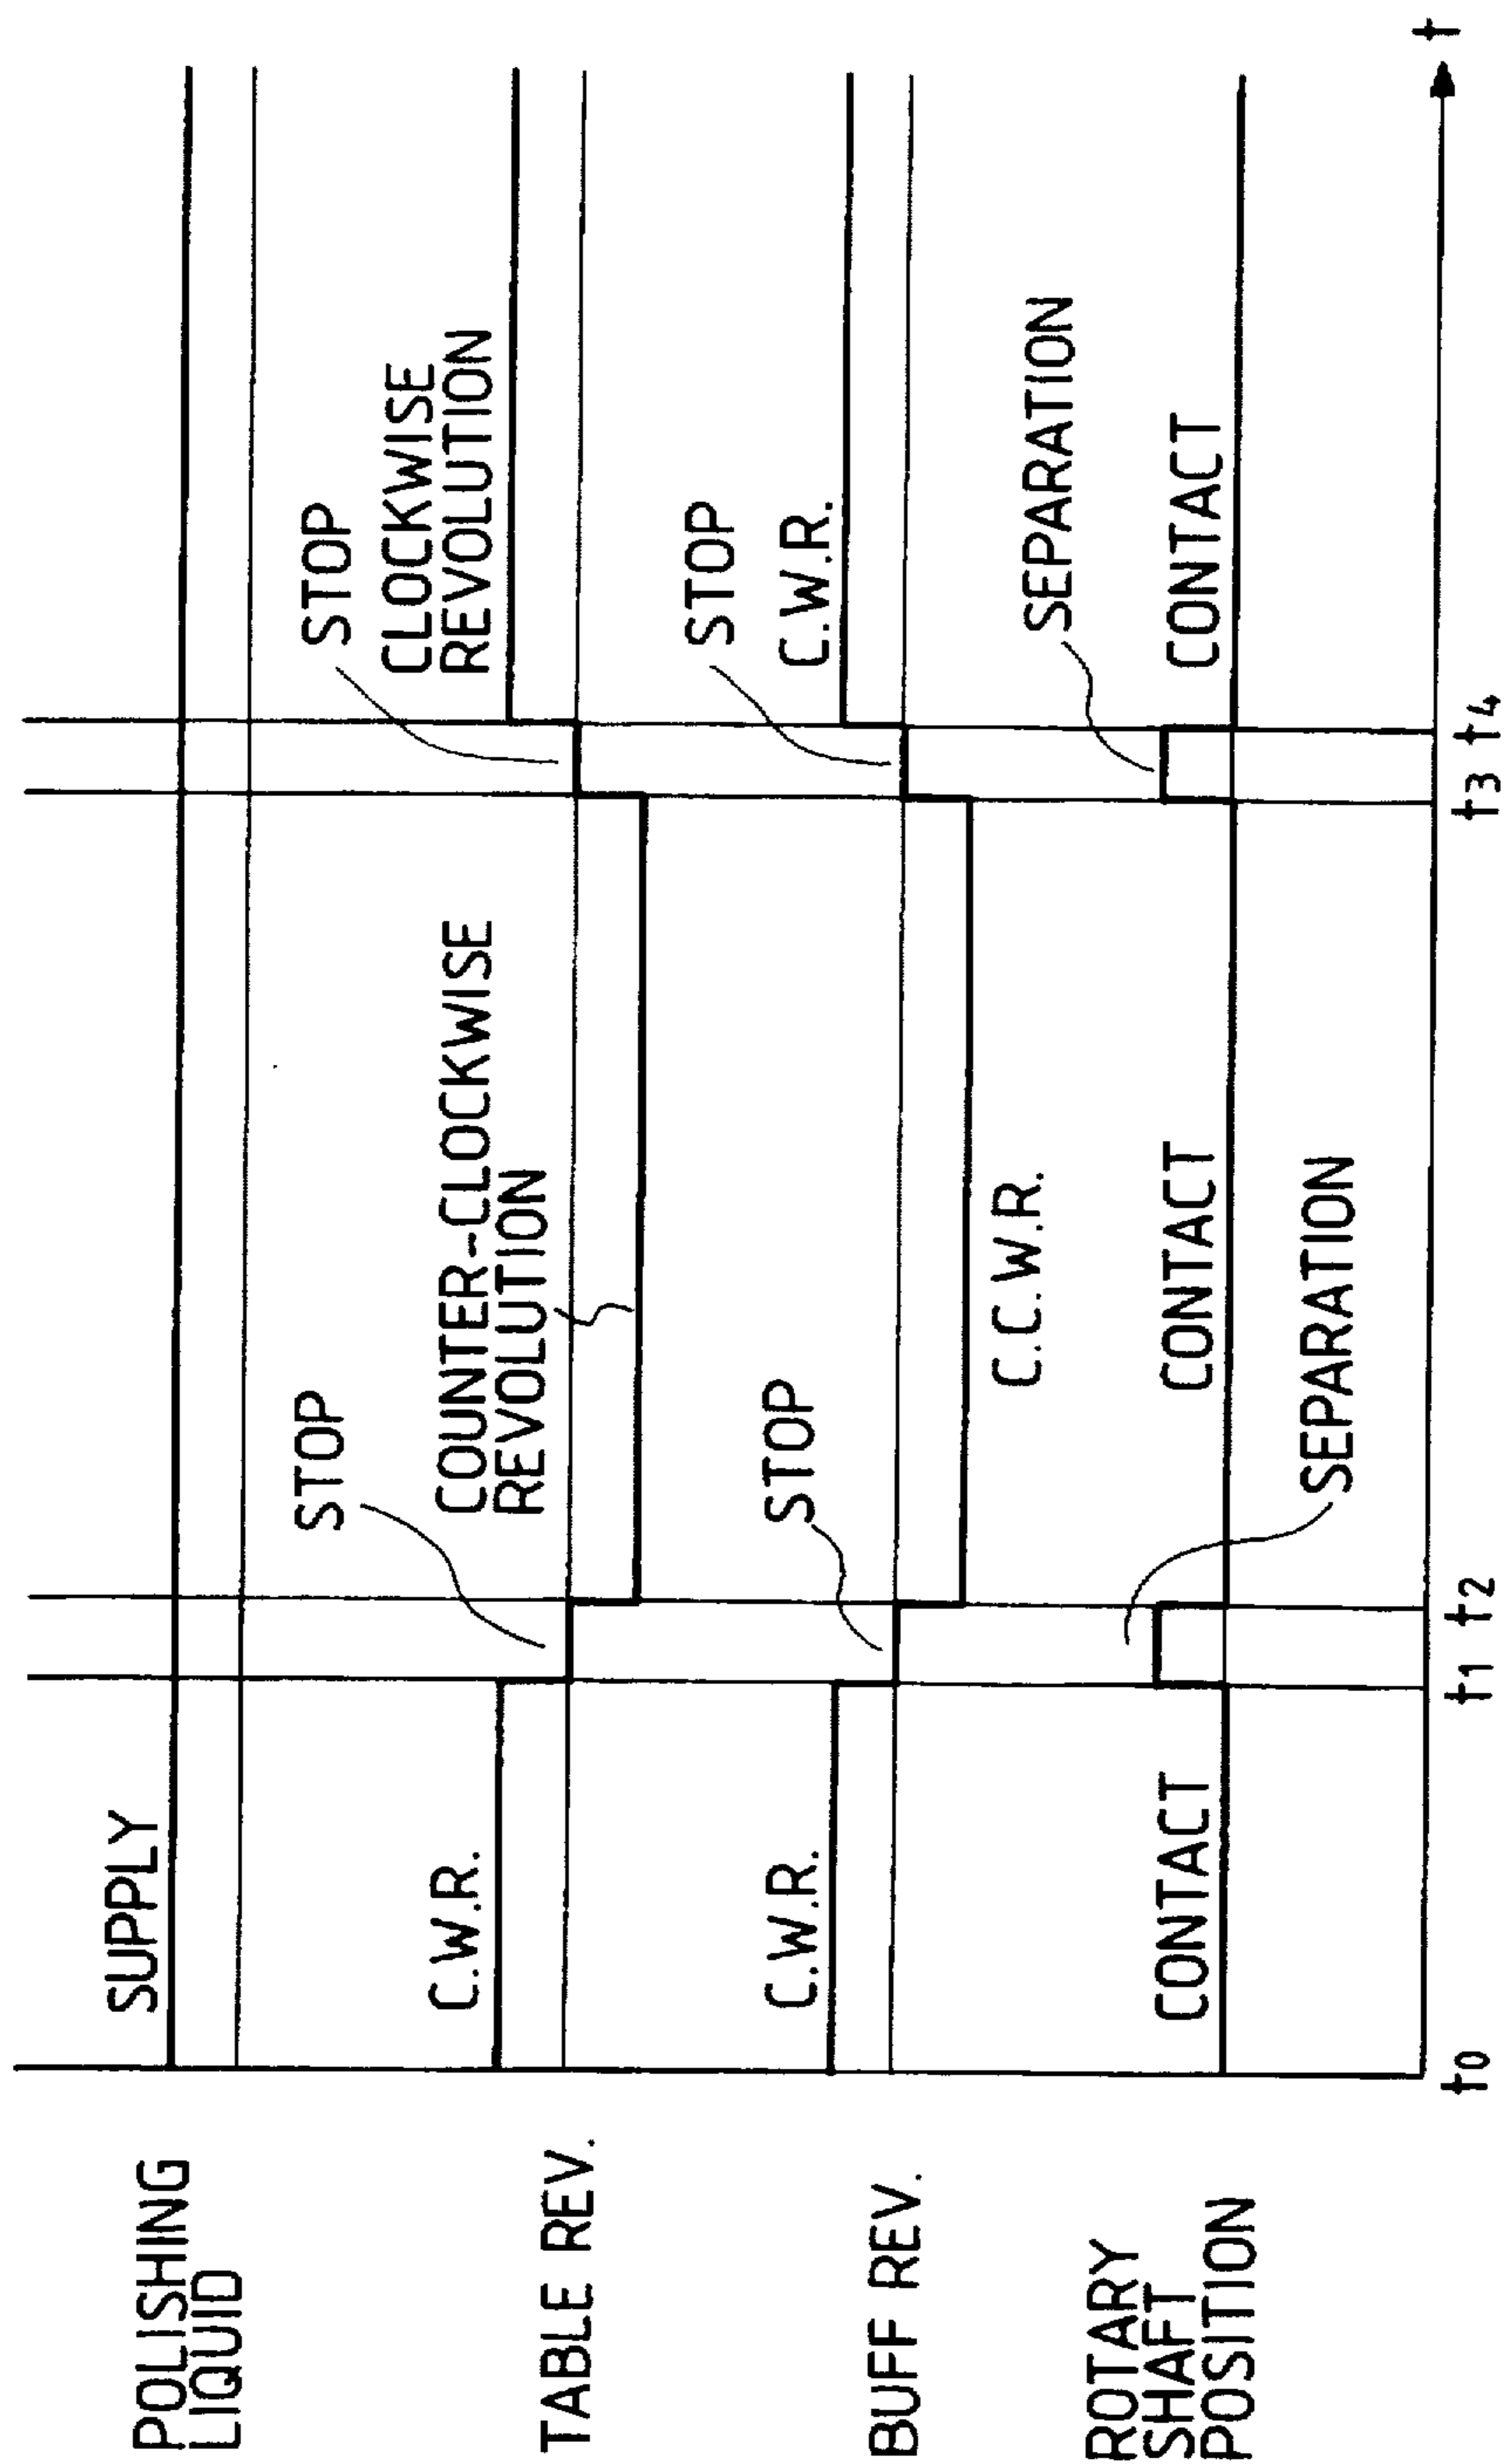 POLISHING
LIQUID
SUPPLY
TABLE REV.
C.W.R.
STOP
COUNTER-CLOCKWISE
REVOLUTION
STOP
CLOCKWISE
REVOLUTION
BUFF REV.
C.W.R.
STOP
C.C.W.R.
STOP
C.W.R.
ROTARY
SHAFT
POSITION
CONTACT
SEPARATION
CONTACT
SEPARATION
CONTACT
t0 t1 t2 t3 t4 t